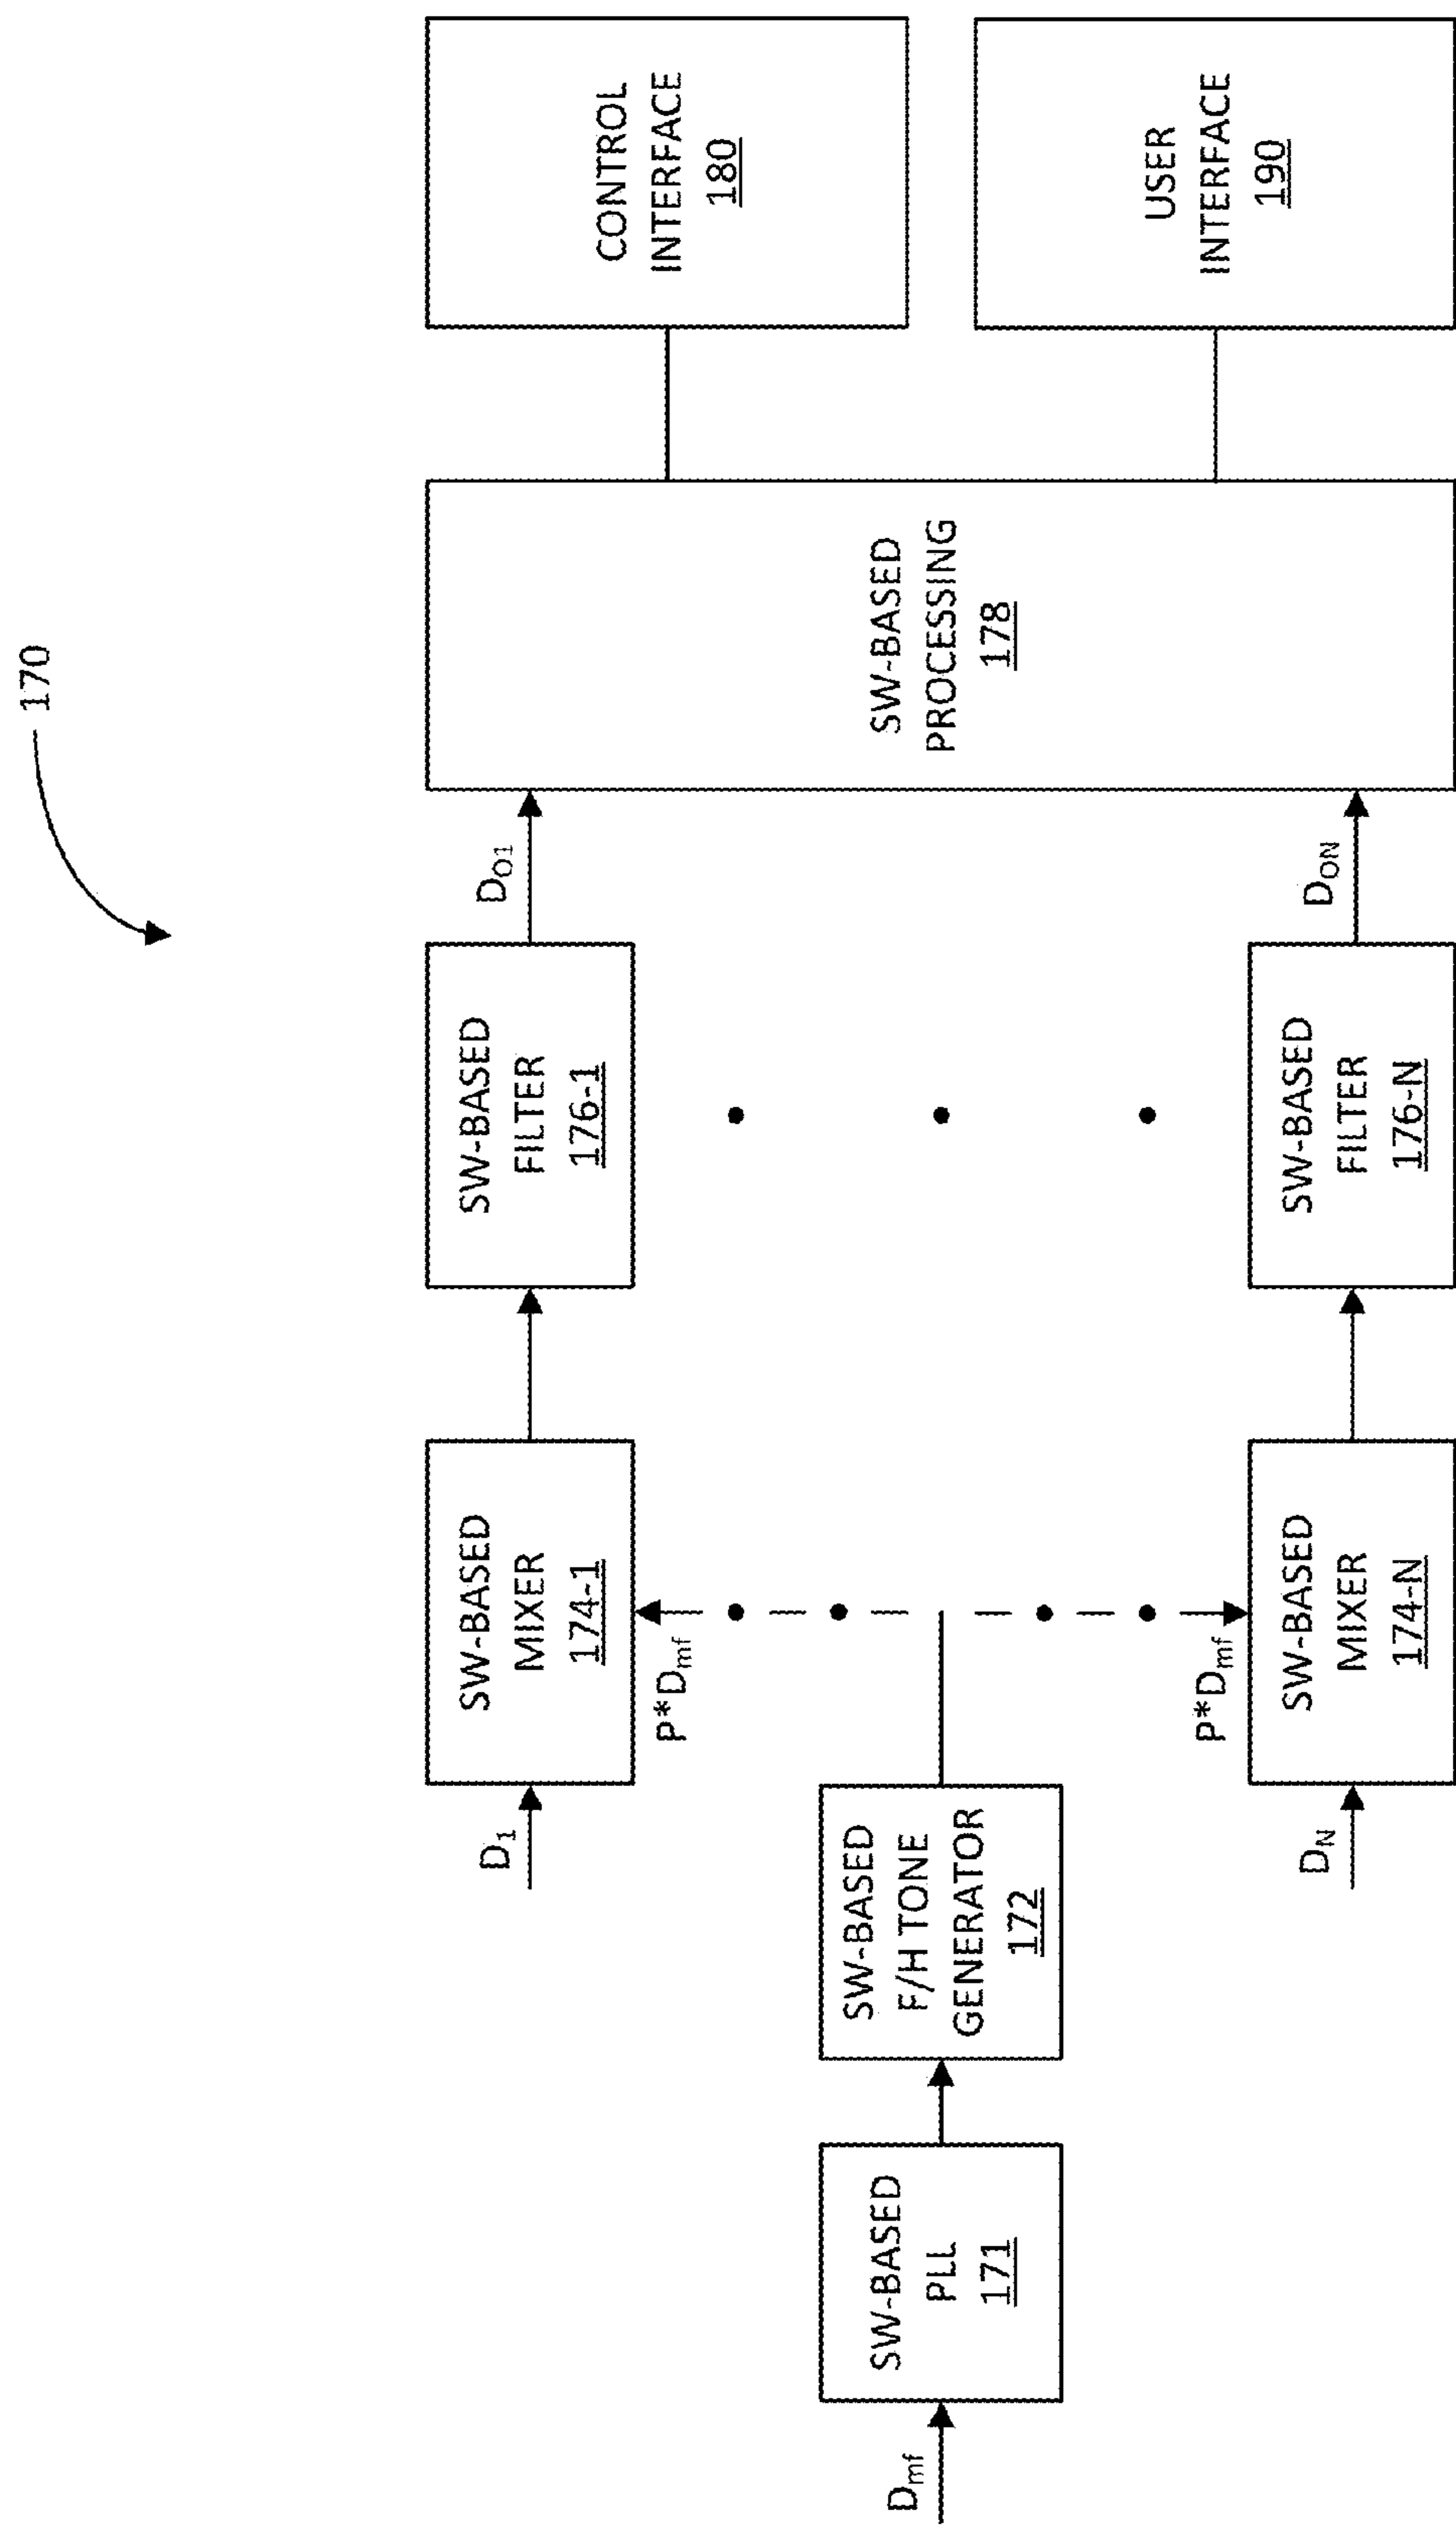 170
D1
SW-BASED
MIXER
174-1
SW-BASED
FILTER
176-1
DO1
P*Dmf
Dmf
SW-BASED
PLL
171
SW-BASED
F/H TONE
GENERATOR
172
P*Dmf
DN
SW-BASED
MIXER
174-N
SW-BASED
FILTER
176-N
DON
SW-BASED
PROCESSING
178
CONTROL
INTERFACE
180
USER
INTERFACE
190